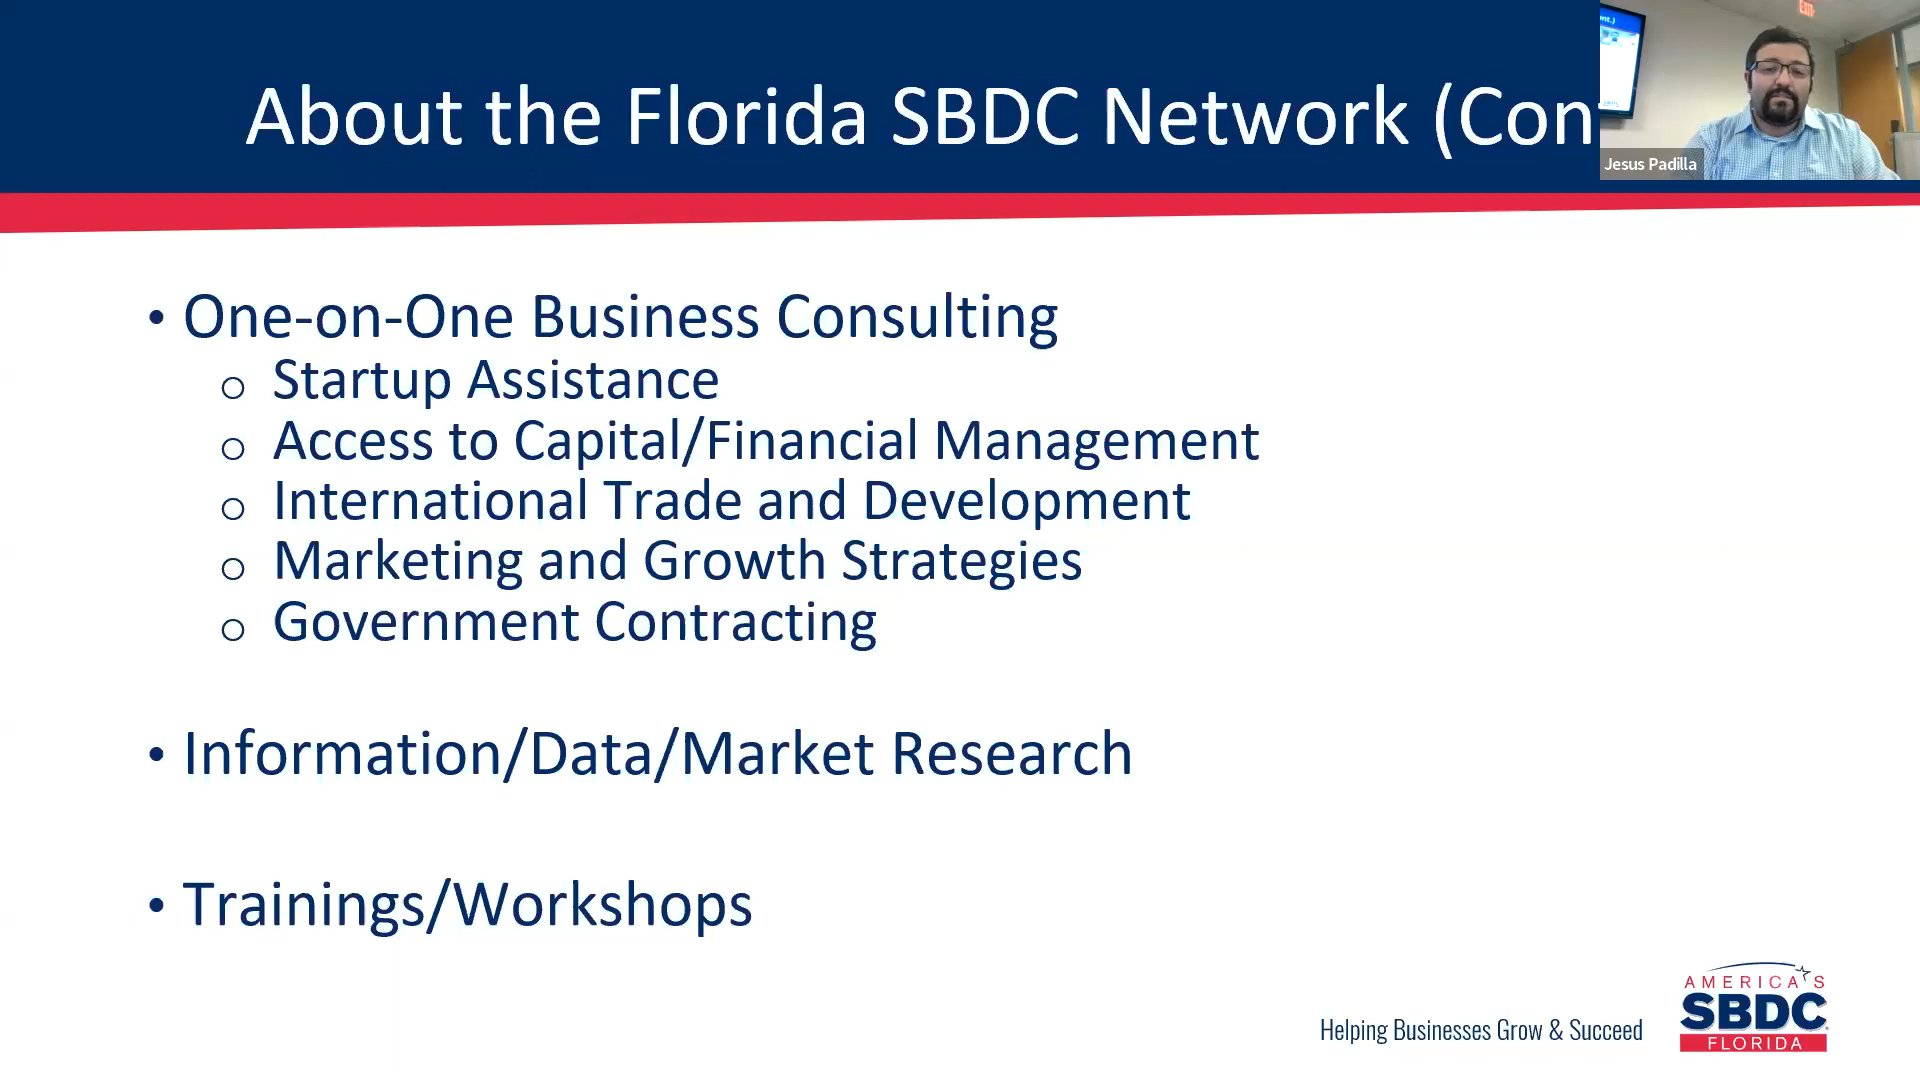 About the Florida SBDC Network (Con
EXIT
Jesus Padilla
• One-on-One Business Consulting
o Startup Assistance
o Access to Capital/Financial Management
o International Trade and Development
o Marketing and Growth Strategies
o Government Contracting
• Information/Data/Market Research
• Trainings/Workshops
Helping Businesses Grow & Succeed
AMERICA'S
SBDC
FLORIDA